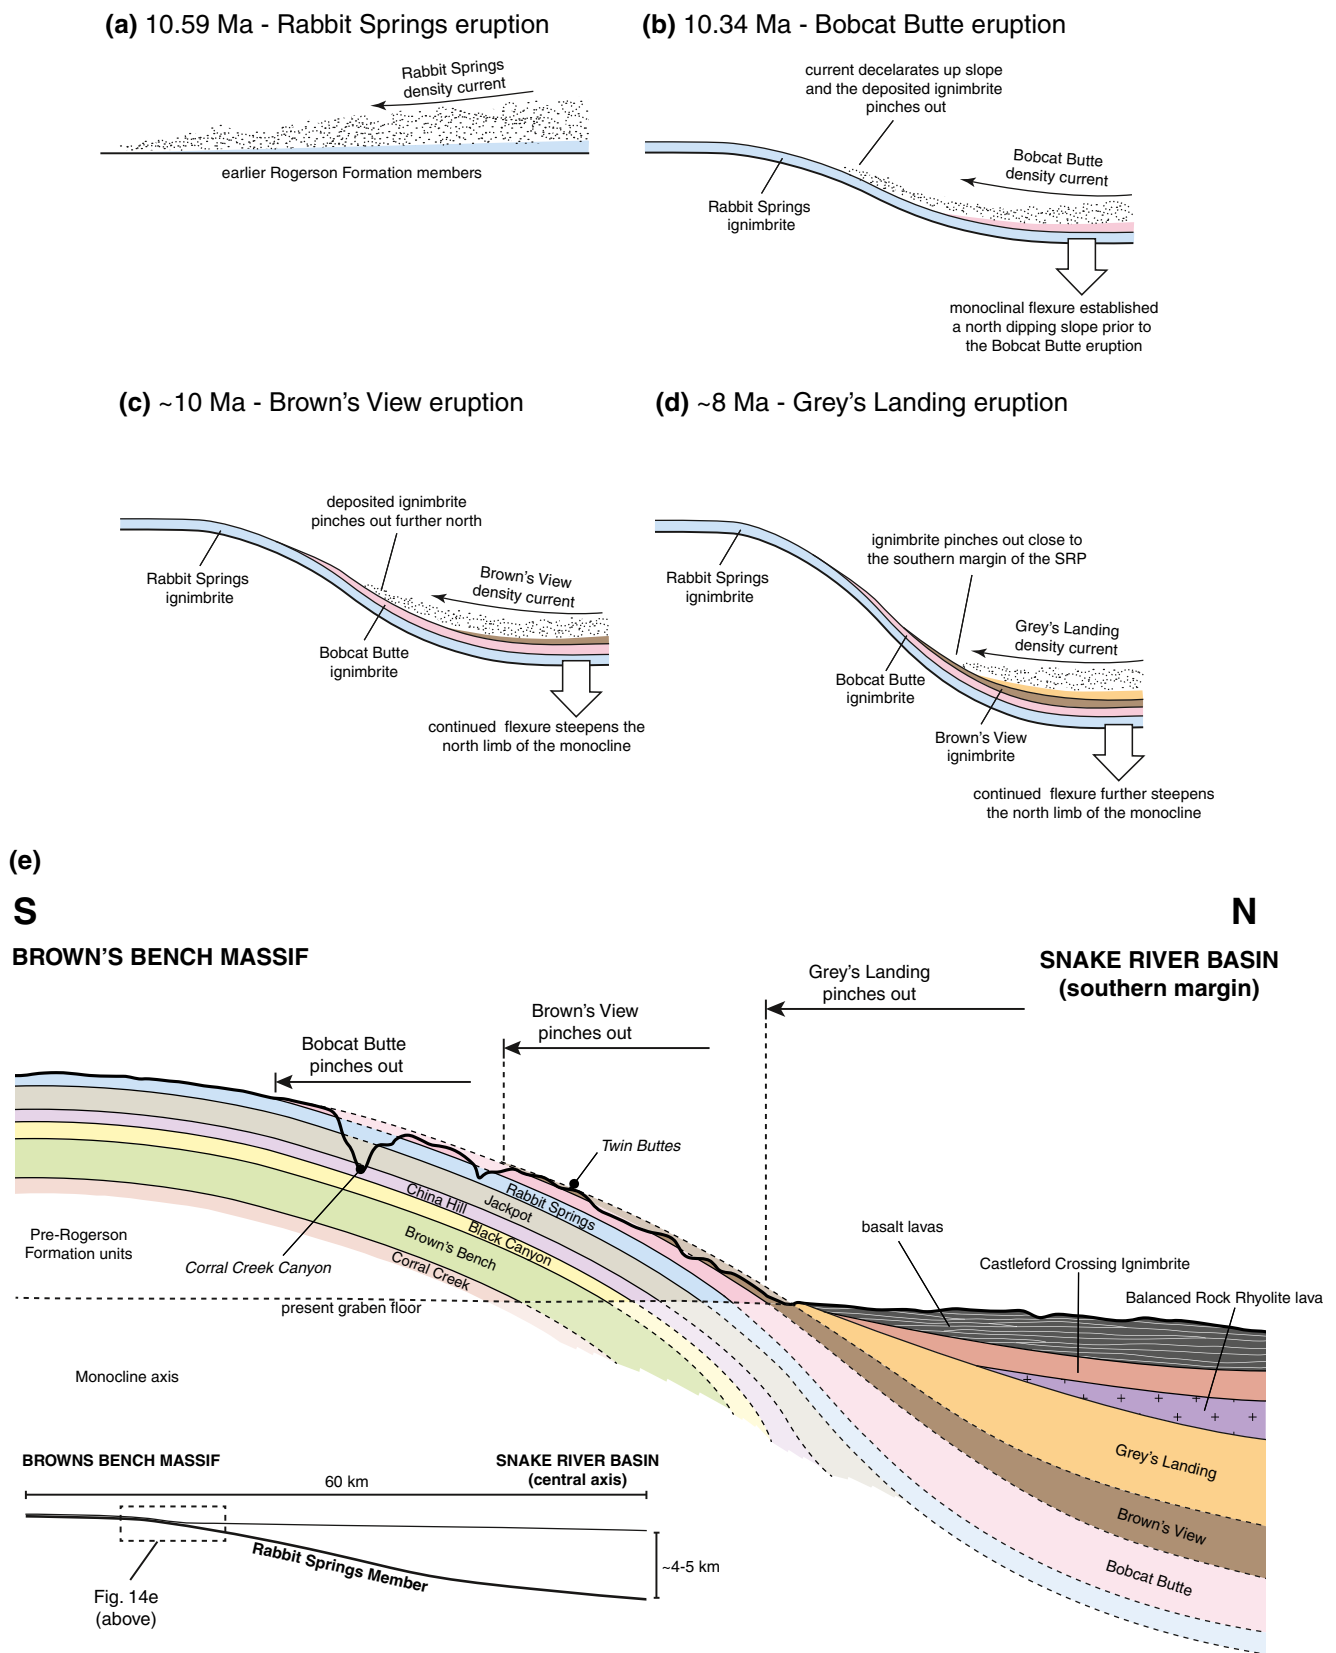 (a) 10.59 Ma - Rabbit Springs eruption
Rabbit Springs
density current
earlier Rogerson Formation members
(b) 10.34 Ma - Bobcat Butte eruption
current decelarates up slope
and the deposited ignimbrite
pinches out
Bobcat Butte
density current
Rabbit Springs
ignimbrite
monoclinal flexure established
a north dipping slope prior to
the Bobcat Butte eruption
(c) ~10 Ma - Brown's View eruption
deposited ignimbrite
pinches out further north
Brown's View
density current
Rabbit Springs
ignimbrite
Bobcat Butte
ignimbrite
continued flexure steepens the
north limb of the monocline
(d) ~8 Ma - Grey's Landing eruption
ignimbrite pinches out close to
the southern margin of the SRP
Rabbit Springs
ignimbrite
Grey's Landing
density current
Bobcat Butte
ignimbrite
Brown's View
ignimbrite
continued flexure further steepens
the north limb of the monocline
(e)
S
N
BROWN'S BENCH MASSIF
SNAKE RIVER BASIN
(southern margin)
Grey's Landing
pinches out
Brown's View
pinches out
Bobcat Butte
pinches out
Twin Buttes
Rabbit Springs
Jackpot
China Hill
Black Canyon
Brown's Bench
Corral Creek
Pre-Rogerson
Formation units
Corral Creek Canyon
present graben floor
basalt lavas
Castleford Crossing Ignimbrite
Balanced Rock Rhyolite lava
Monocline axis
Grey's Landing
Brown's View
Bobcat Butte
BROWNS BENCH MASSIF
SNAKE RIVER BASIN
(central axis)
60 km
Rabbit Springs Member
~4-5 km
Fig. 14e
(above)